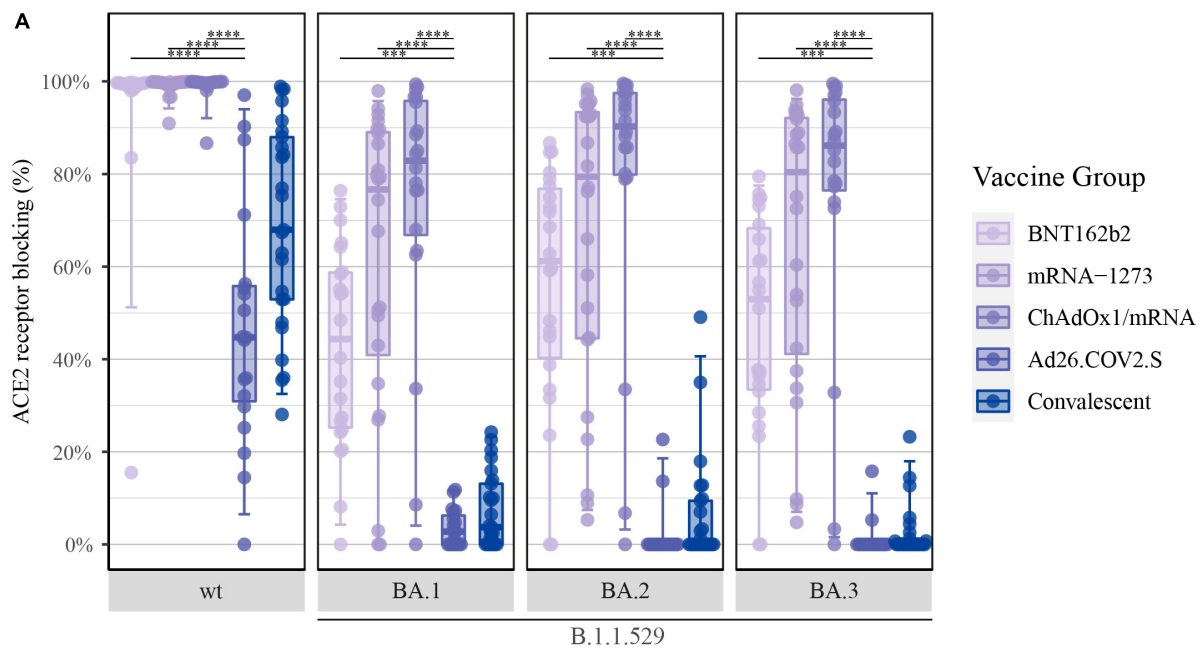 A
ACE2 receptor blocking (%)
100%
80%
60%
40%
20%
0%
****
****
****
****
****
***
****
****
***
****
****
***
wt
BA.1
BA.2
BA.3
B.1.1.529
Vaccine Group
BNT162b2
mRNA−1273
ChAdOx1/mRNA
Ad26.COV2.S
Convalescent